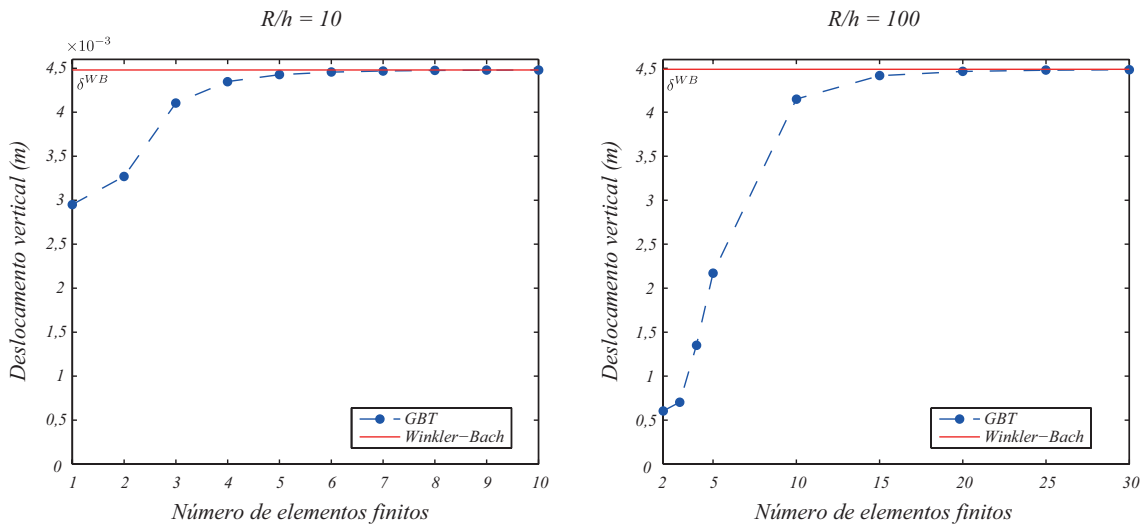 R/h = 10
×10⁻³
4,5
δ^WB
4
3,5
3
2,5
2
1,5
1
0,5
0
Deslocamento vertical (m)
GBT
Winkler−Bach
1 2 3 4 5 6 7 8 9 10
Número de elementos finitos
R/h = 100
4,5
δ^WB
4
3,5
3
2,5
2
1,5
1
0,5
0
Deslocamento vertical (m)
GBT
Winkler−Bach
2 5 10 15 20 25 30
Número de elementos finitos